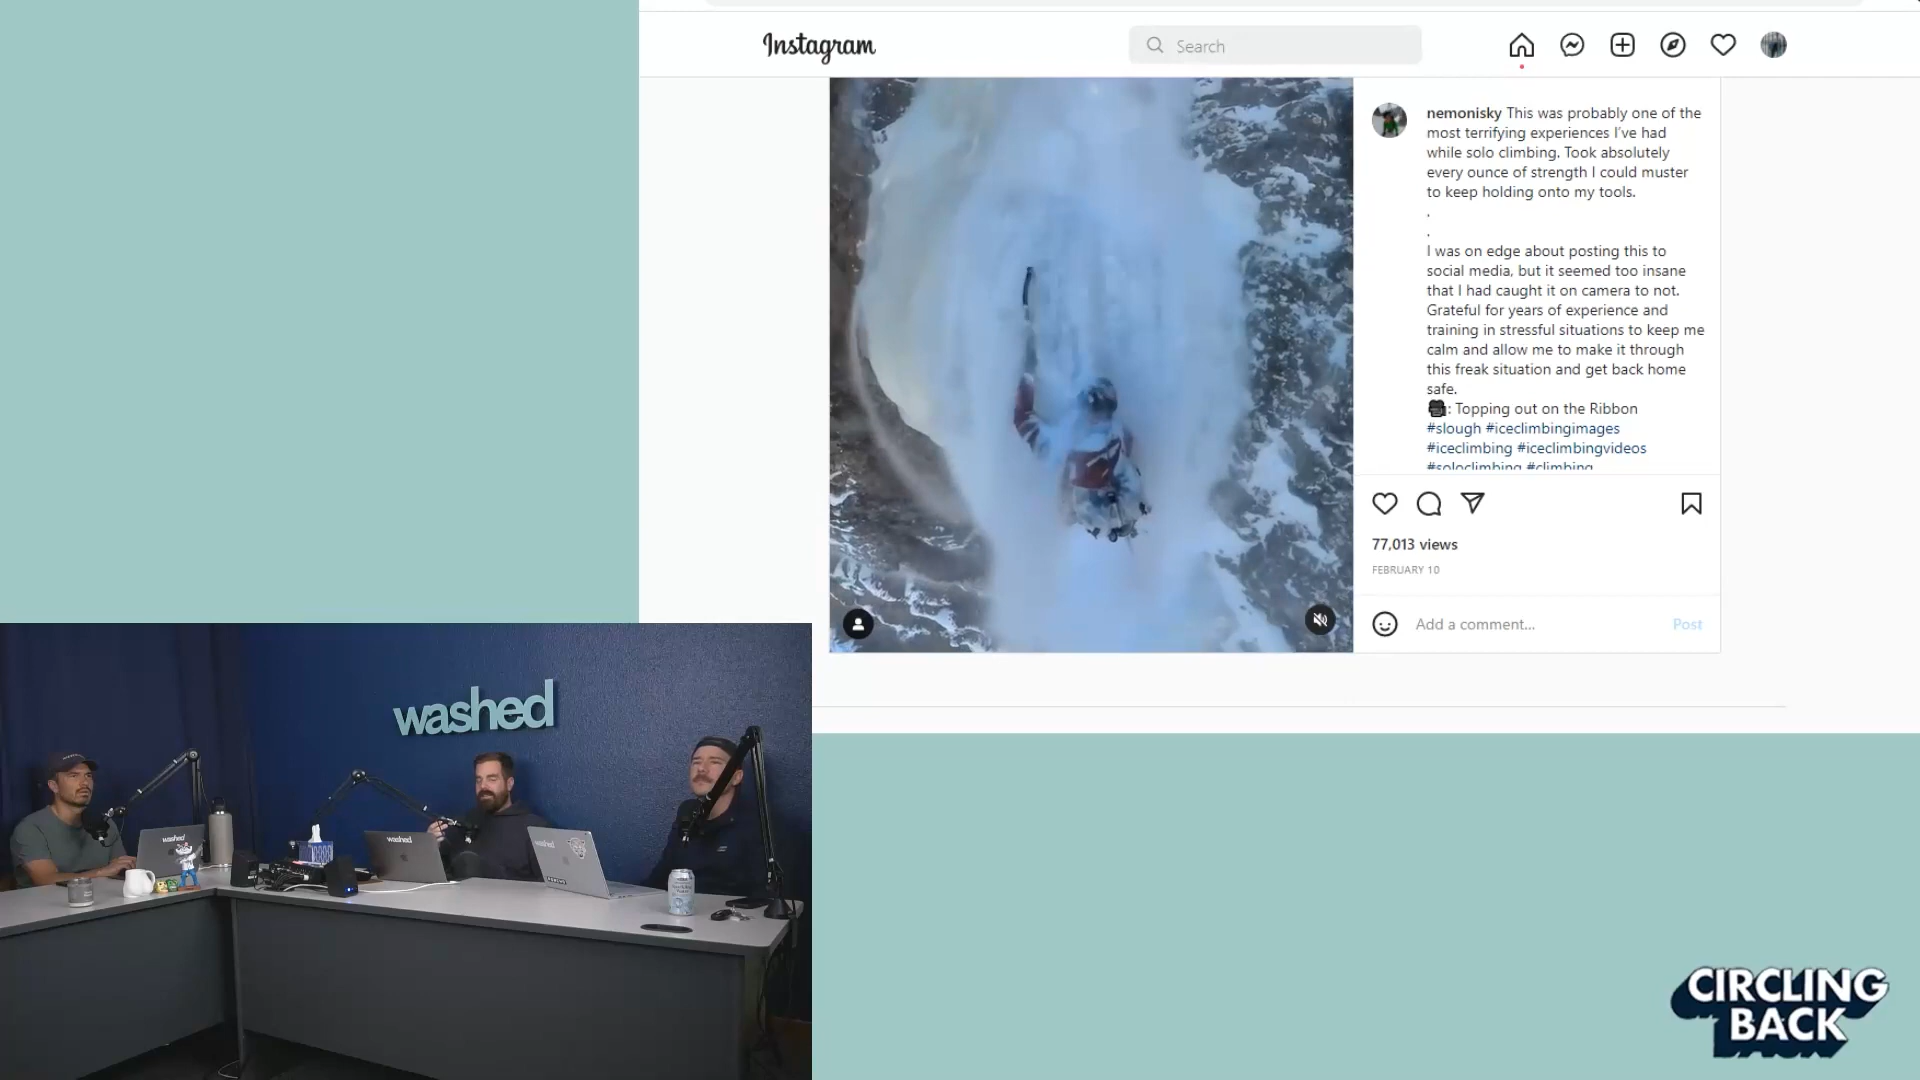 Instagram
Search
nemonisky This was probably one of the
most terrifying experiences I've had
while solo climbing. Took absolutely
every ounce of strength I could muster
to keep holding onto my tools.
.
.
I was on edge about posting this to
social media, but it seemed too insane
that I had caught it on camera to not.
Grateful for years of experience and
training in stressful situations to keep me
calm and allow me to make it through
this freak situation and get back home
safe.
: Topping out on the Ribbon
#slough #iceclimbingimages
#iceclimbing #iceclimbingvideos
#soloclimbing #climbing
77,013 views
FEBRUARY 10
Add a comment...
Post
washed
washed
washed
washed
CIRCLING
BACK